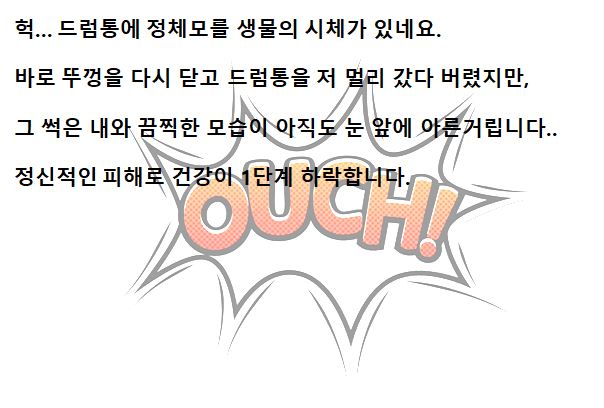 헉... 드럼통에 정체모를 생물의 시체가 있네요.
바로 뚜껑을 다시 닫고 드럼통을 저 멀리 갔다 버렸지만,
그 썩은 내와 끔찍한 모습이 아직도 눈 앞에 아른거립니다..
정신적인 피해로 건강이 1단계 하락합니다.
OUCH!